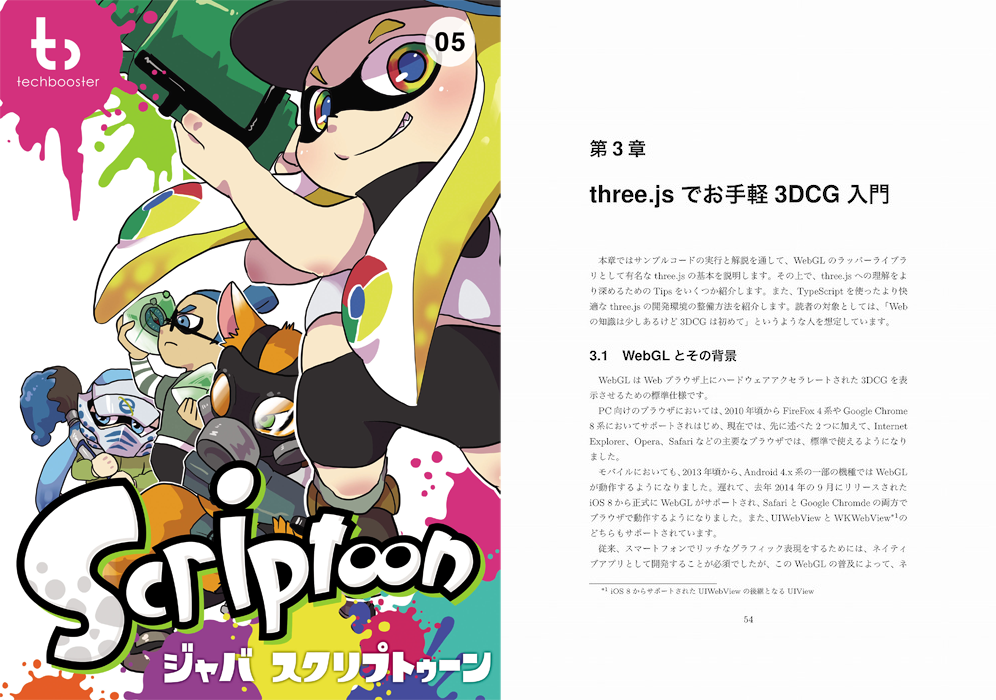 techbooster
05
Scriptoon
ジャバ スクリプトゥーン
第 3 章
three.js でお手軽 3DCG 入門
本章ではサンプルコードの実行と解説を通して、WebGL のラッパーライブラ
リとして有名な three.js の基本を説明します。その上で、three.js への理解をよ
り深めるための Tips をいくつか紹介します。また、TypeScript を使ったより快
適な three.js の開発環境の整備方法を紹介します。読者の対象としては、「Web
の知識は少しあるけど 3DCG は初めて」というような人を想定しています。
3.1 WebGL とその背景
WebGL は Web ブラウザ上にハードウェアアクセラレートされた 3DCG を表
示させるための標準仕様です。
PC 向けのブラウザにおいては、2010 年頃から FireFox 4 系や Google Chrome
8 系においてサポートされはじめ、現在では、先に述べた 2 つに加えて、Internet
Explorer、Opera、Safari などの主要なブラウザでは、標準で使えるようになり
ました。
モバイルにおいても、2013 年頃から、Android 4.x 系の一部の機種では WebGL
が動作するようになりました。遅れて、去年 2014 年の 9 月にリリースされた
iOS 8 から正式に WebGL がサポートされ、Safari と Google Chromde の両方で
ブラウザで動作するようになりました。また、UIWebView と WKWebView*1の
どちらもサポートされています。
従来、スマートフォンでリッチなグラフィック表現をするためには、ネイティ
ブアプリとして開発することが必須でしたが、この WebGL の普及によって、ネ
*1 iOS 8 からサポートされた UIWebView の後継となる UIView
54